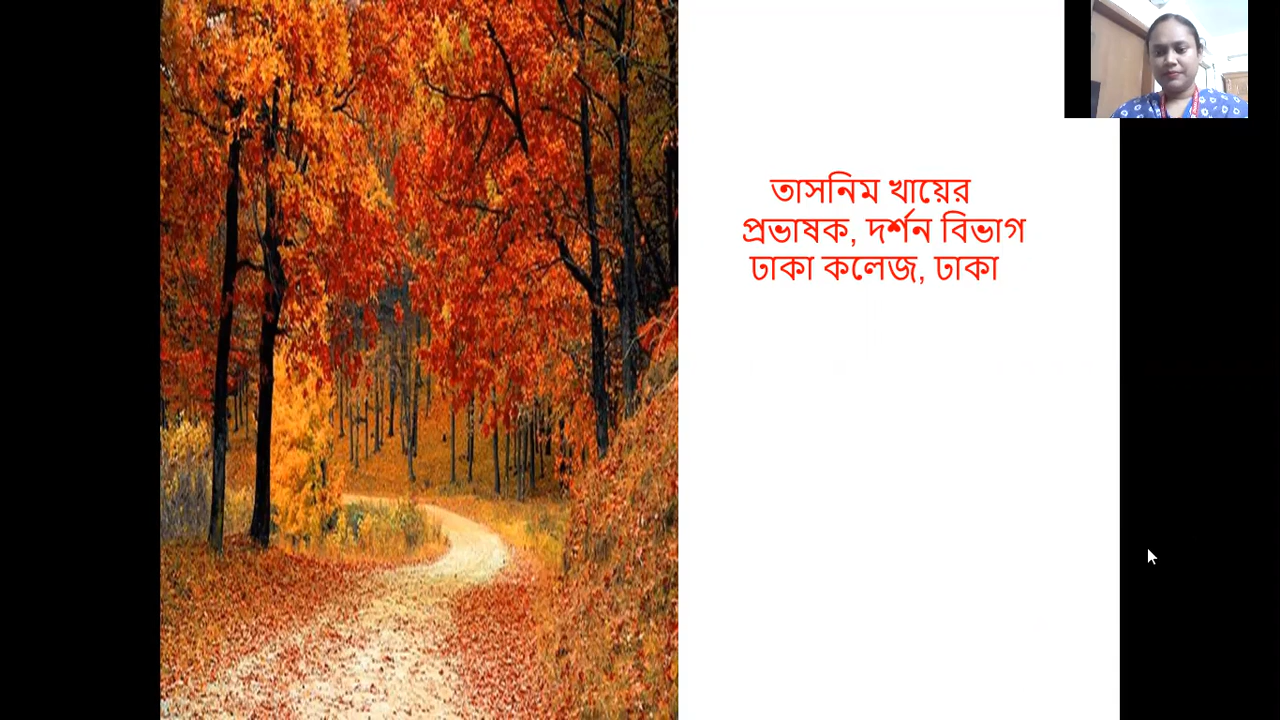 তাসনিম খায়ের
প্রভাষক, দর্শন বিভাগ
ঢাকা কলেজ, ঢাকা